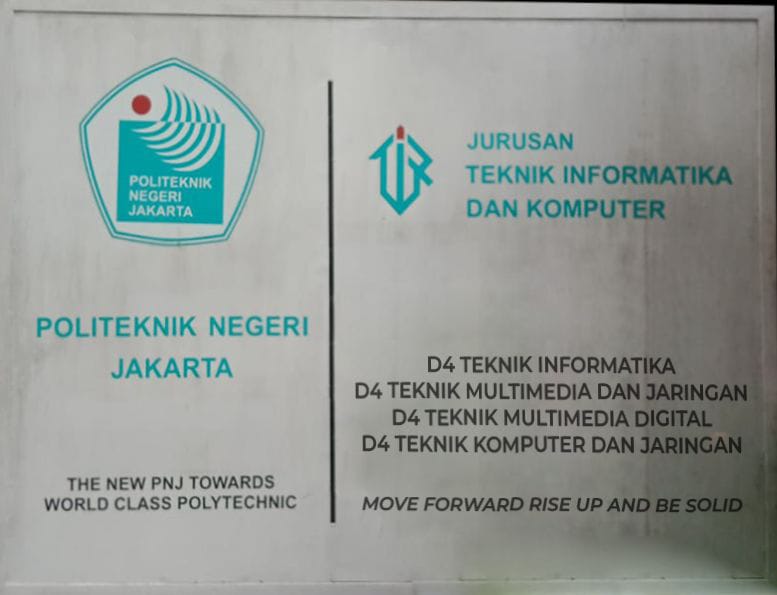 POLITEKNIK
NEGERI
JAKARTA
POLITEKNIK NEGERI
JAKARTA
THE NEW PNJ TOWARDS
WORLD CLASS POLYTECHNIC
TIK
JURUSAN
TEKNIK INFORMATIKA
DAN KOMPUTER
D4 TEKNIK INFORMATIKA
D4 TEKNIK MULTIMEDIA DAN JARINGAN
D4 TEKNIK MULTIMEDIA DIGITAL
D4 TEKNIK KOMPUTER DAN JARINGAN
MOVE FORWARD RISE UP AND BE SOLID